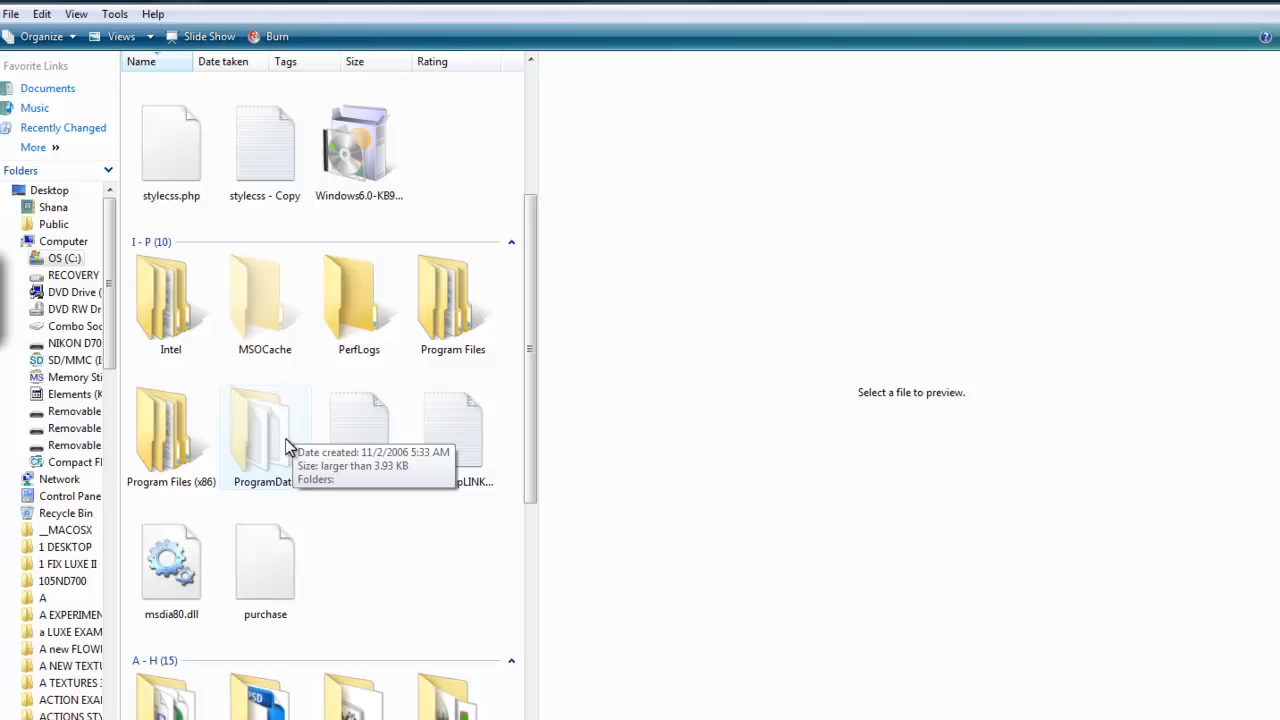 File Edit View Tools Help
Organize Views Slide Show Burn
Favorite Links
Documents
Music
Recently Changed
More »
Folders
Desktop
Shana
Public
Computer
OS (C:)
RECOVERY
DVD Drive (
DVD RW Dr
Combo Soc
NIKON D70
SD/MMC (I
Memory Sti
Elements (K
Removable
Removable
Removable
Compact Fl
Network
Control Pane
Recycle Bin
__MACOSX
1 DESKTOP
1 FIX LUXE II
105ND700
A
A EXPERIMEN
a LUXE EXAM
A new FLOW
A NEW TEXTU
A TEXTURES 3
ACTION EXA
ACTIONS STY
Name Date taken Tags Size Rating
stylecss.php stylecss - Copy Windows6.0-KB9...
I - P (10)
Intel MSOCache PerfLogs Program Files
Program Files (x86) ProgramDat pLINK...
Date created: 11/2/2006 5:33 AM
Size: larger than 3.93 KB
Folders:
msdia80.dll purchase
A - H (15)
PSD
Select a file to preview.